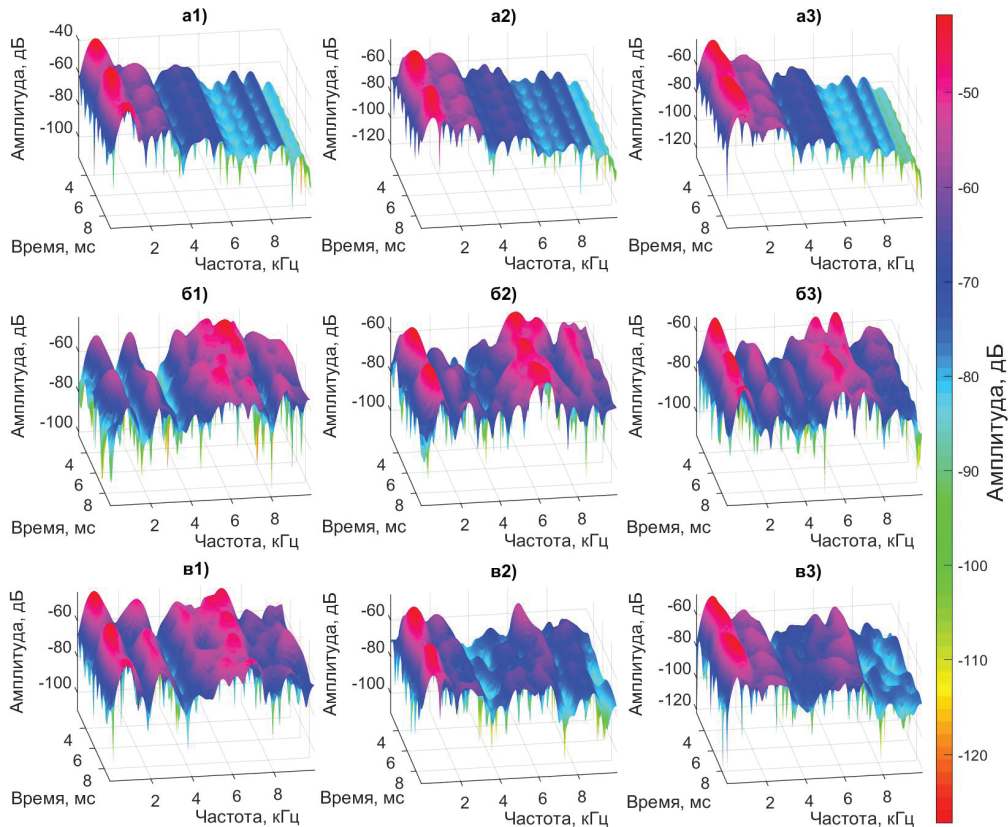 а1)
а2)
а3)
Амплитуда, дБ
-40
-60
-80
-100
4
6
8
Время, мс
2
4
6
8
Частота, кГц
Амплитуда, дБ
-60
-80
-100
-120
4
6
8
Время, мс
2
4
6
8
Частота, кГц
Амплитуда, дБ
-60
-80
-100
-120
4
6
8
Время, мс
2
4
6
8
Частота, кГц
б1)
б2)
б3)
Амплитуда, дБ
-60
-80
-100
4
6
8
Время, мс
2
4
6
8
Частота, кГц
Амплитуда, дБ
-60
-80
-100
4
6
8
Время, мс
2
4
6
8
Частота, кГц
Амплитуда, дБ
-60
-80
-100
4
6
8
Время, мс
2
4
6
8
Частота, кГц
в1)
в2)
в3)
Амплитуда, дБ
-60
-80
-100
4
6
8
Время, мс
2
4
6
8
Частота, кГц
Амплитуда, дБ
-60
-80
-100
4
6
8
Время, мс
2
4
6
8
Частота, кГц
Амплитуда, дБ
-60
-80
-100
-120
4
6
8
Время, мс
2
4
6
8
Частота, кГц
-50
-60
-70
-80
-90
-100
-110
-120
Амплитуда, дБ